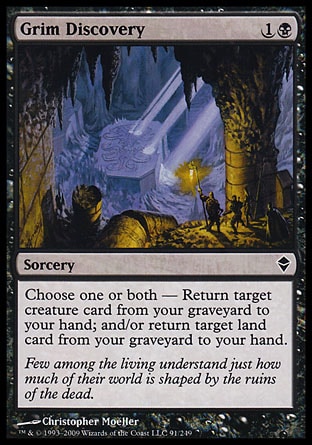 Grim Discovery 1
Sorcery
Choose one or both — Return target
creature card from your graveyard to
your hand; and/or return target land
card from your graveyard to your hand.
Few among the living understand just how
much of their world is shaped by the ruins
of the dead.
Christopher Moeller
™ & © 1993–2009 Wizards of the Coast LLC 91/249